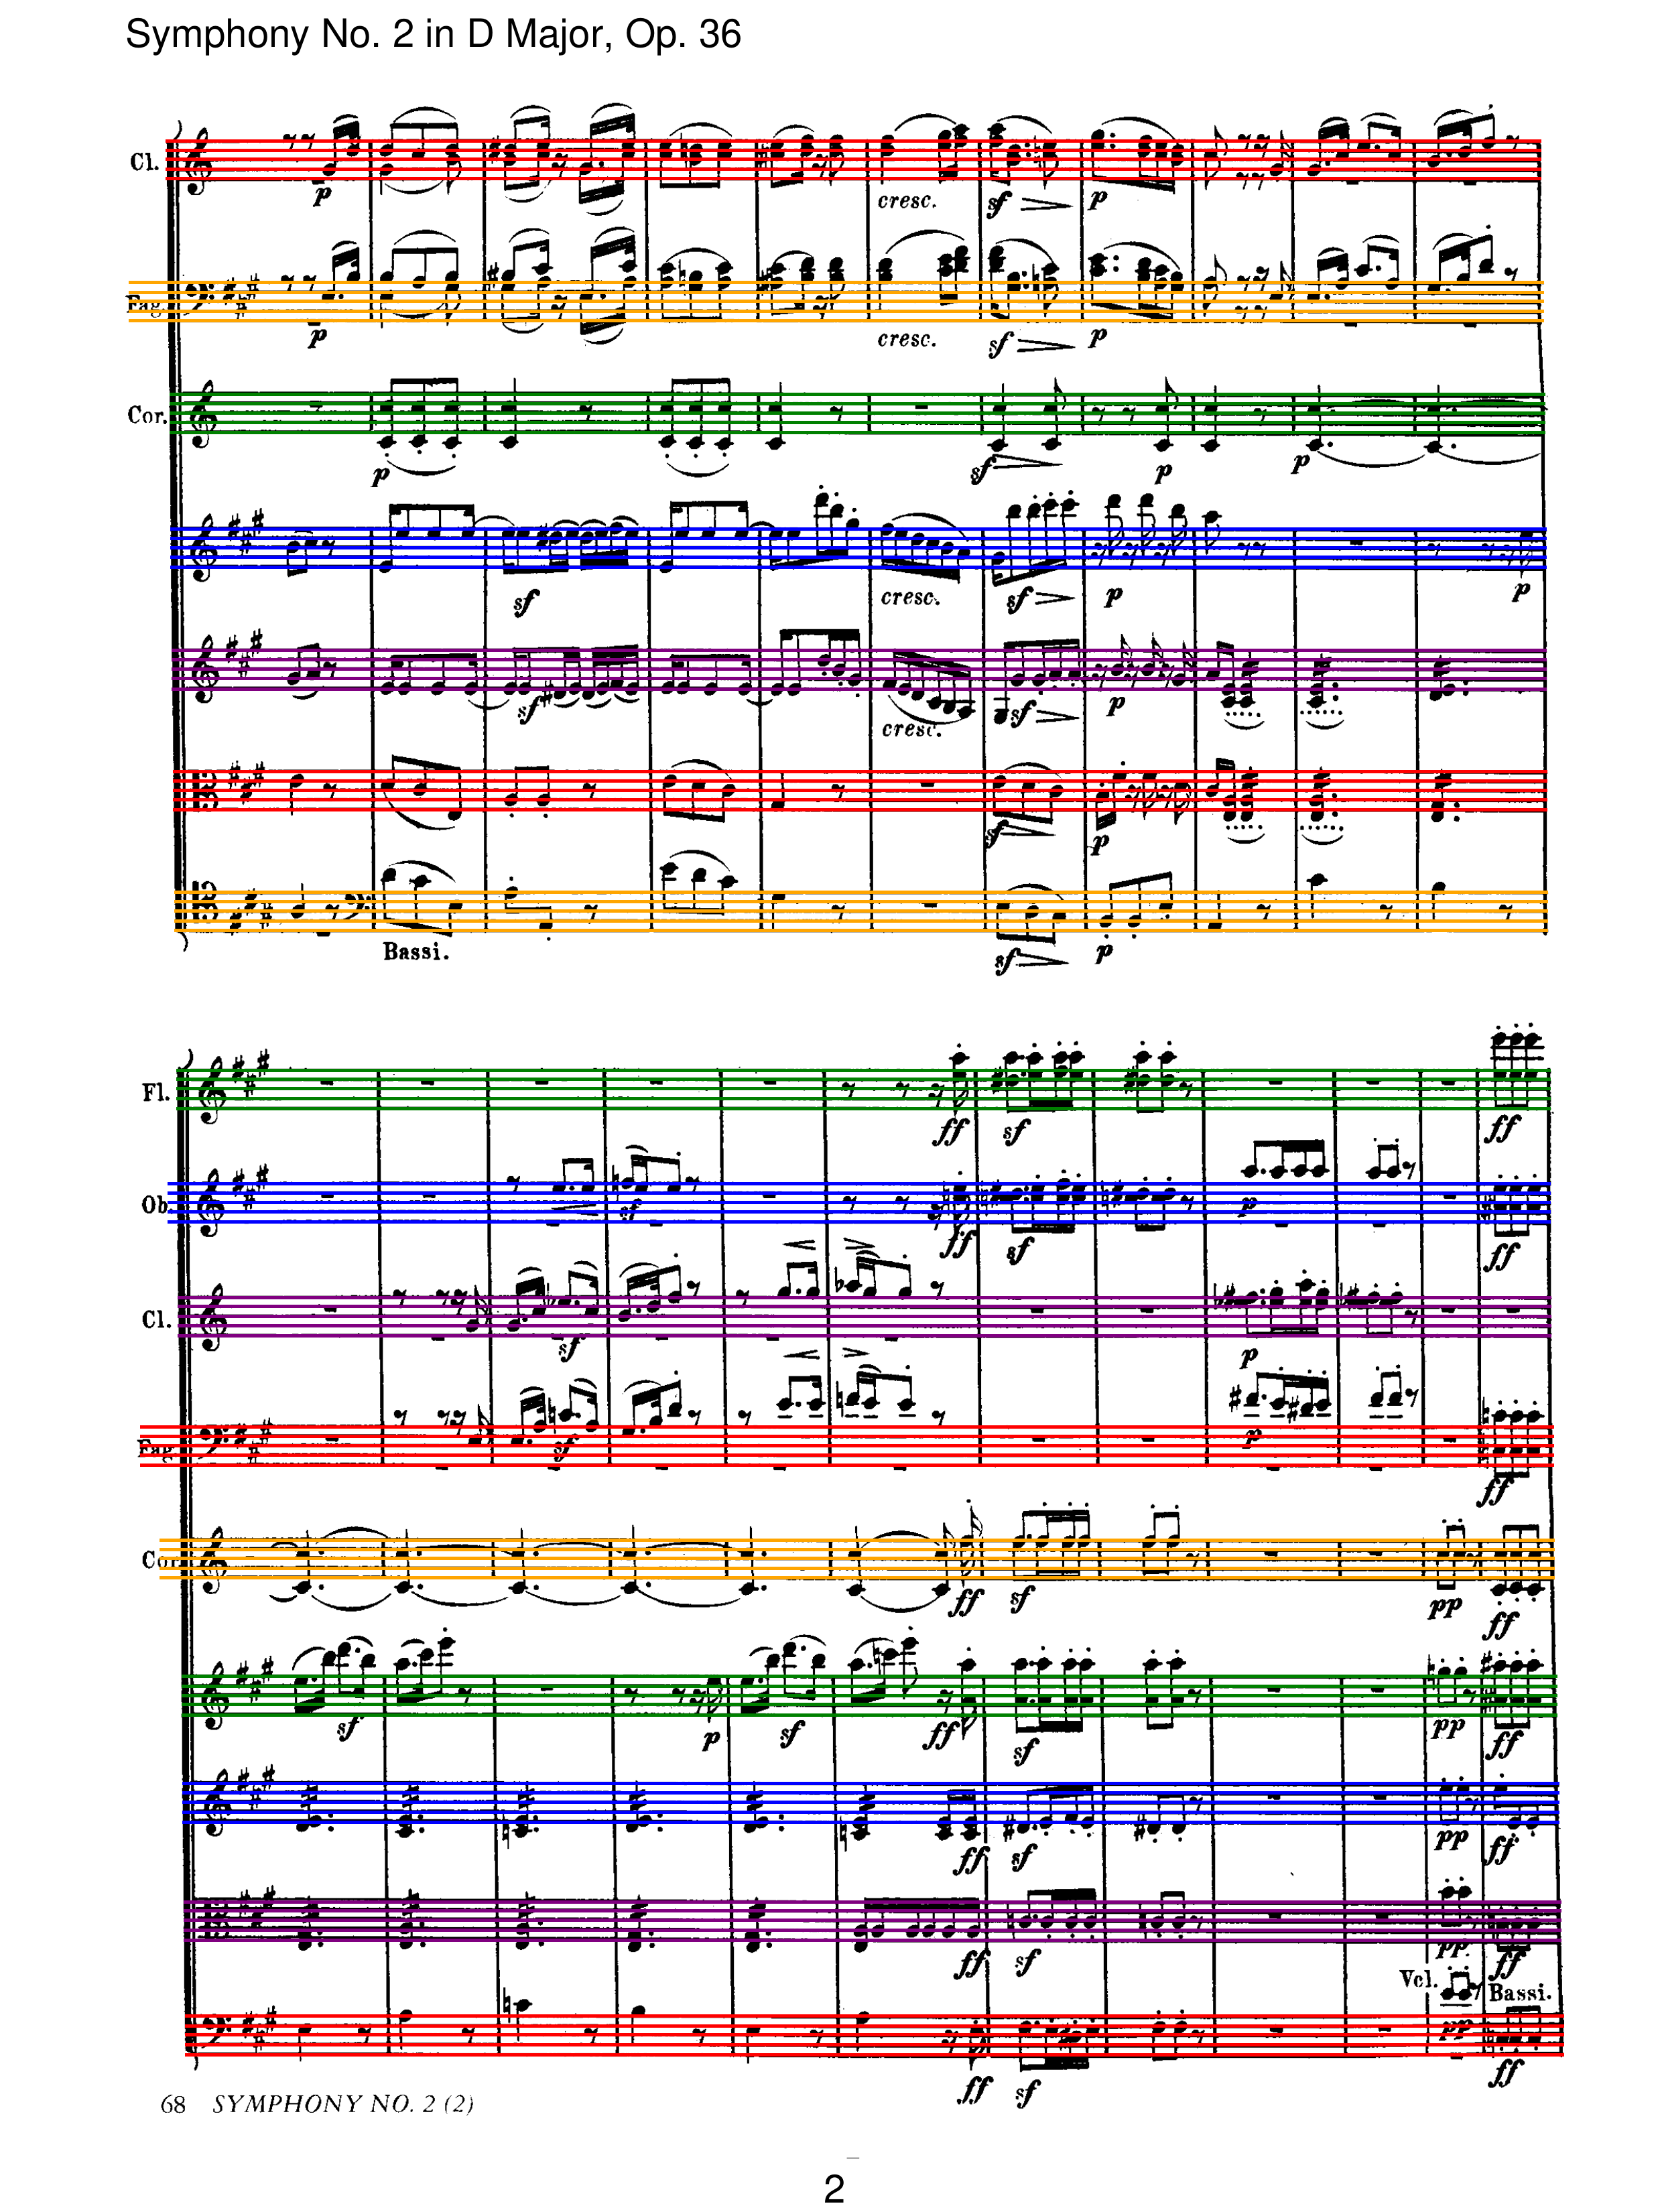 Symphony No. 2 in D Major, Op. 36
Cl.
p
cresc.
sf
p
Fag.
p
cresc.
sf
p
Cor.
p
sf
p
p
sf
cresc.
sf
p
p
sf
cresc.
sf
p
sf
p
Bassi.
sf
p
Fl.
ff
sf
ff
Ob.
sf
ff
sf
p
ff
Cl.
sf
p
Fag.
sf
p
ff
Cor.
ff
sf
pp
ff
sf
p
sf
ff
sf
pp
ff
ff
sf
pp
ff
ff
sf
pp
ff
Vcl.
Bassi.
pp
ff
sf
ff
68 SYMPHONY NO. 2 (2)
2